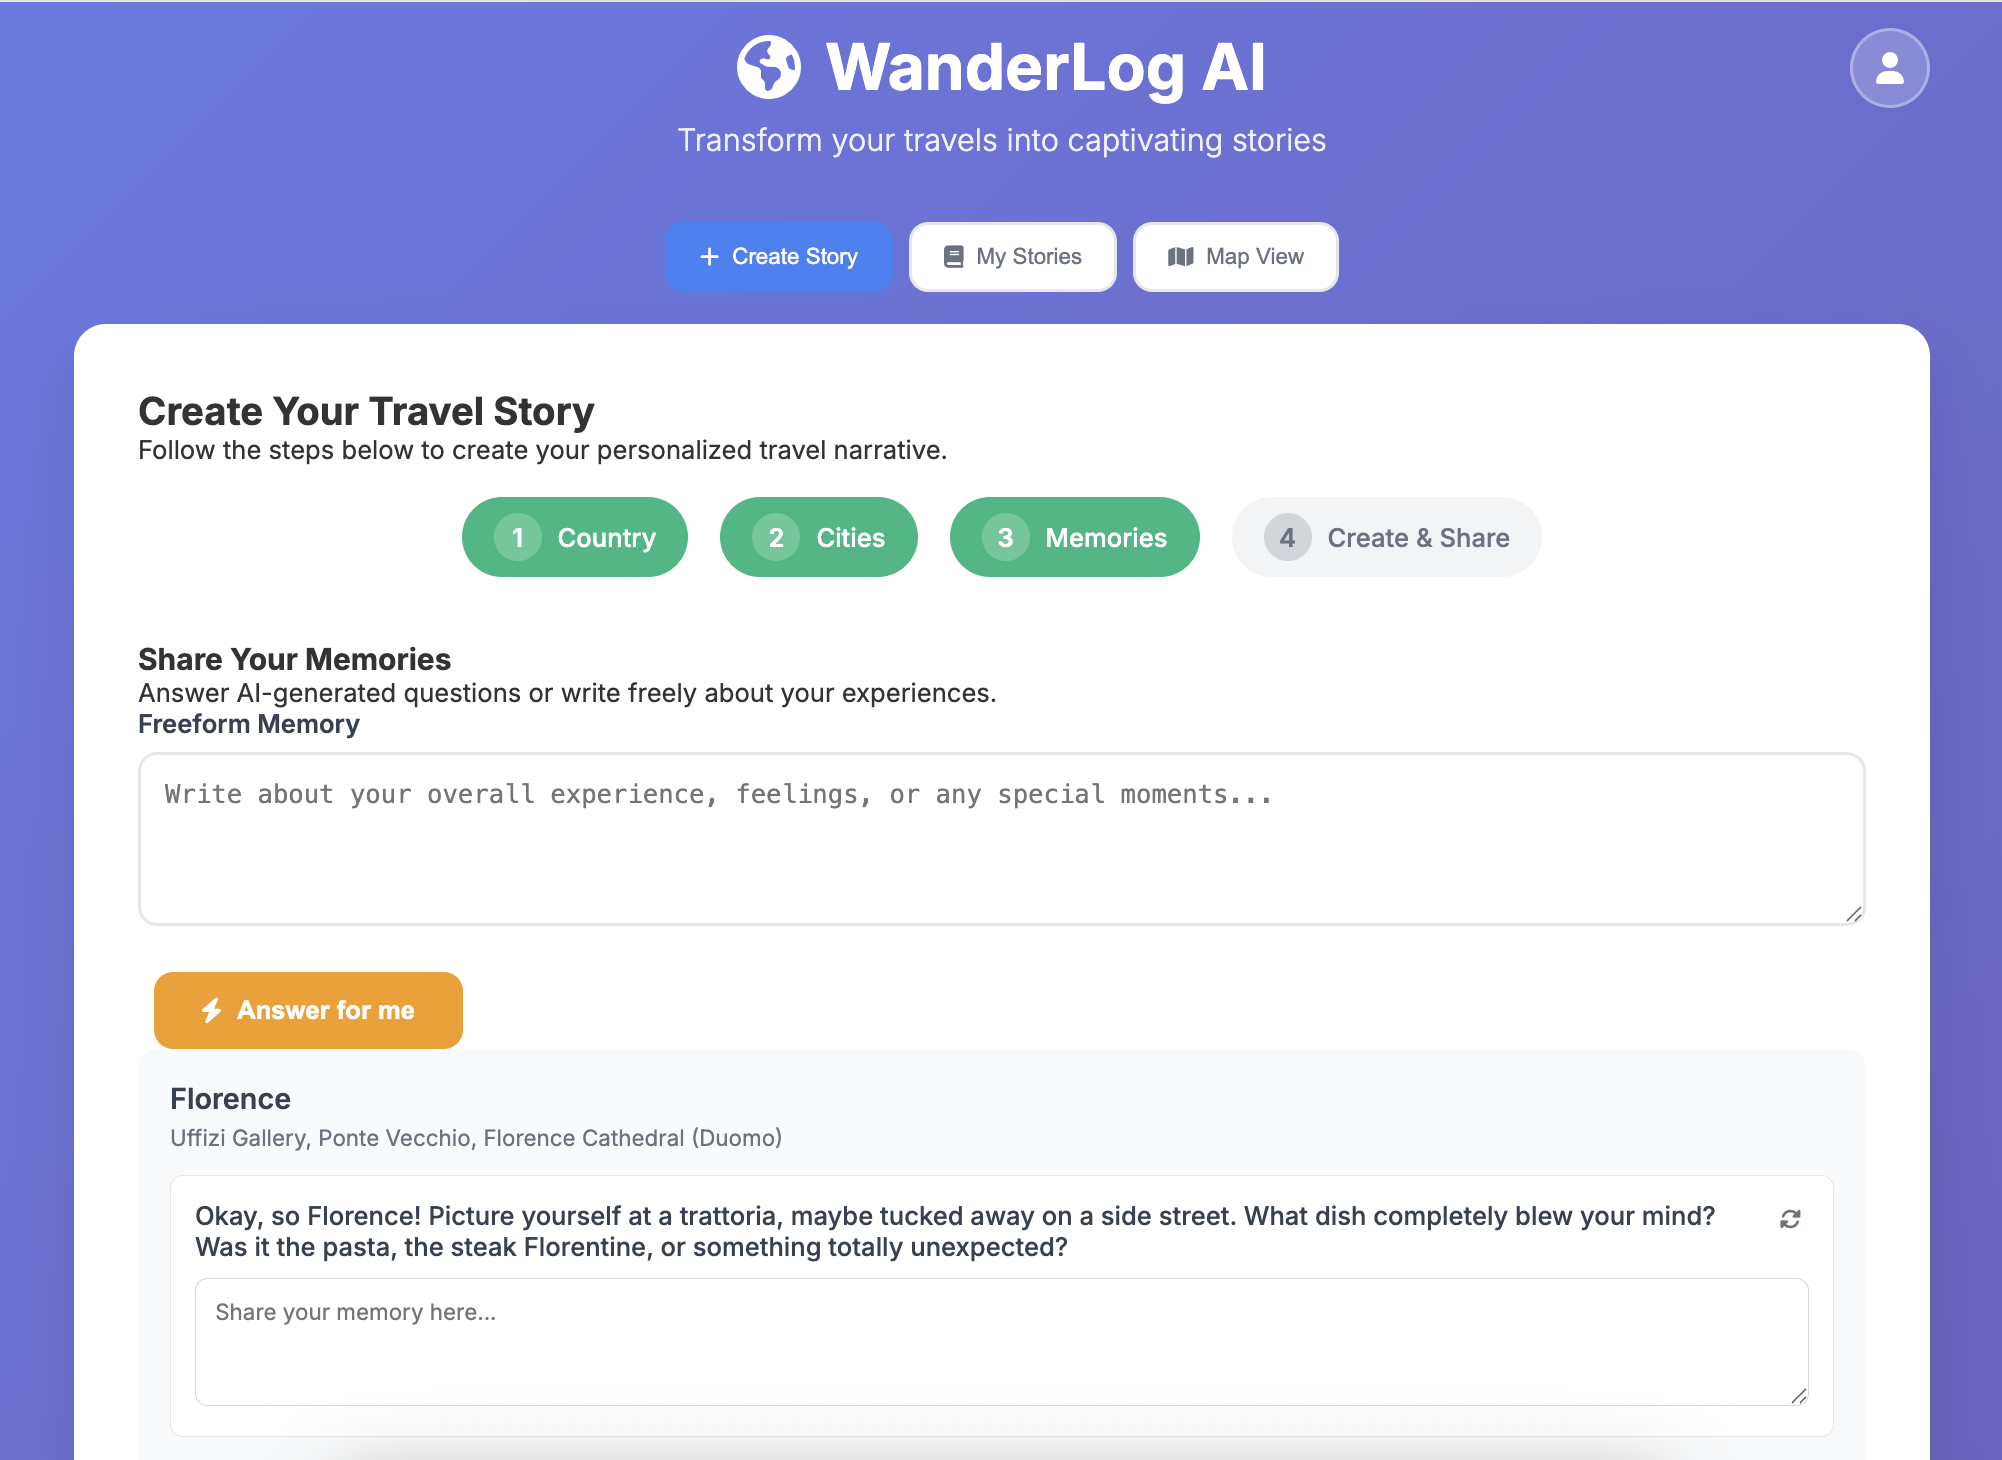 WanderLog AI
Transform your travels into captivating stories
Create Story
My Stories
Map View
Create Your Travel Story
Follow the steps below to create your personalized travel narrative.
1 Country
2 Cities
3 Memories
4 Create & Share
Share Your Memories
Answer AI-generated questions or write freely about your experiences.
Freeform Memory
Write about your overall experience, feelings, or any special moments...
Answer for me
Florence
Uffizi Gallery, Ponte Vecchio, Florence Cathedral (Duomo)
Okay, so Florence! Picture yourself at a trattoria, maybe tucked away on a side street. What dish completely blew your mind?
Was it the pasta, the steak Florentine, or something totally unexpected?
Share your memory here...